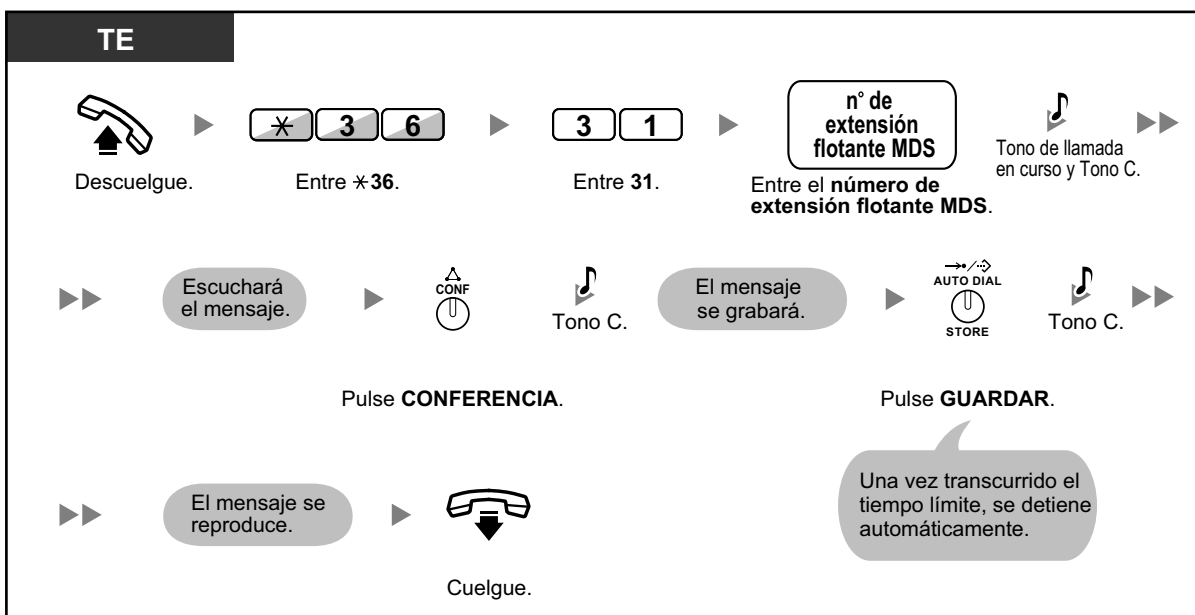 TE
✳ 3 6
3 1
n° de
extensión
flotante MDS
Descuelgue.
Entre ✳36.
Entre 31.
Entre el número de
extensión flotante MDS.
Tono de llamada
en curso y Tono C.
Escuchará
el mensaje.
CONF
Tono C.
El mensaje
se grabará.
AUTO DIAL
STORE
Tono C.
Pulse CONFERENCIA.
Pulse GUARDAR.
Una vez transcurrido el
tiempo límite, se detiene
automáticamente.
El mensaje se
reproduce.
Cuelgue.